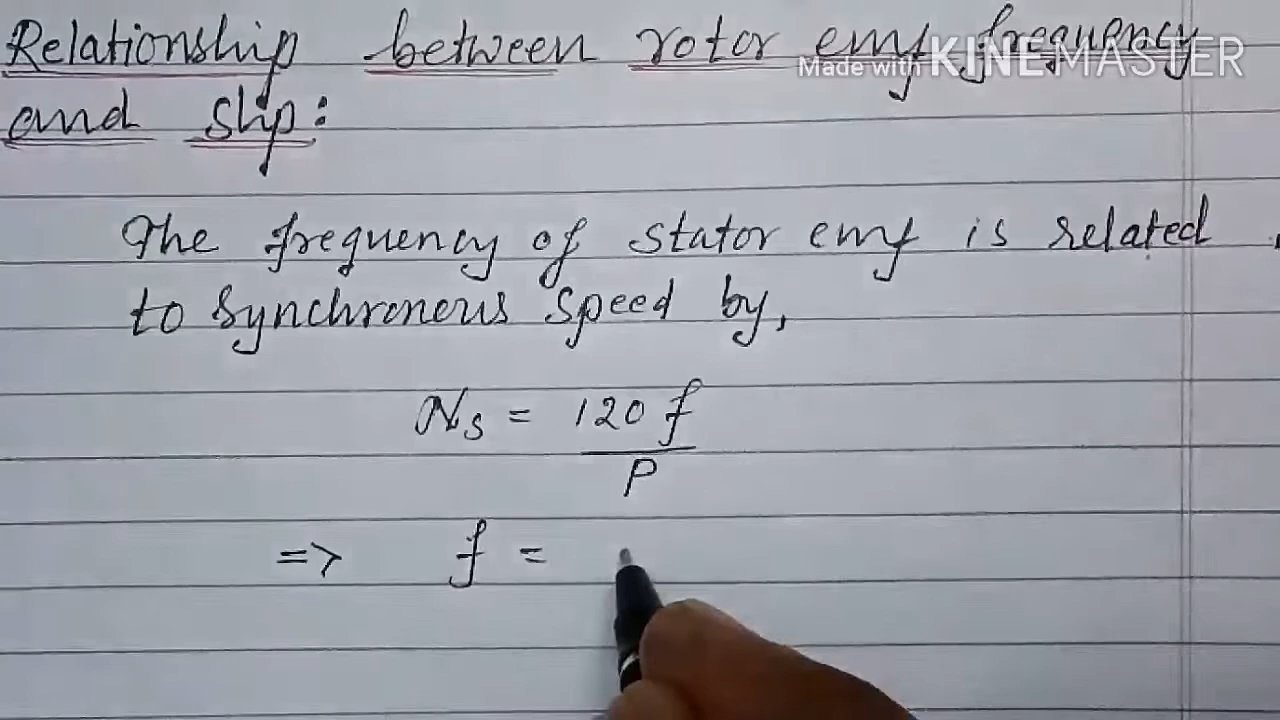 Relationship between rotor emf frequency
Made with KINEMASTER
and slip:
The frequency of stator emf is related
to Synchronous speed by,
Ns = 120 f
P
=> f =